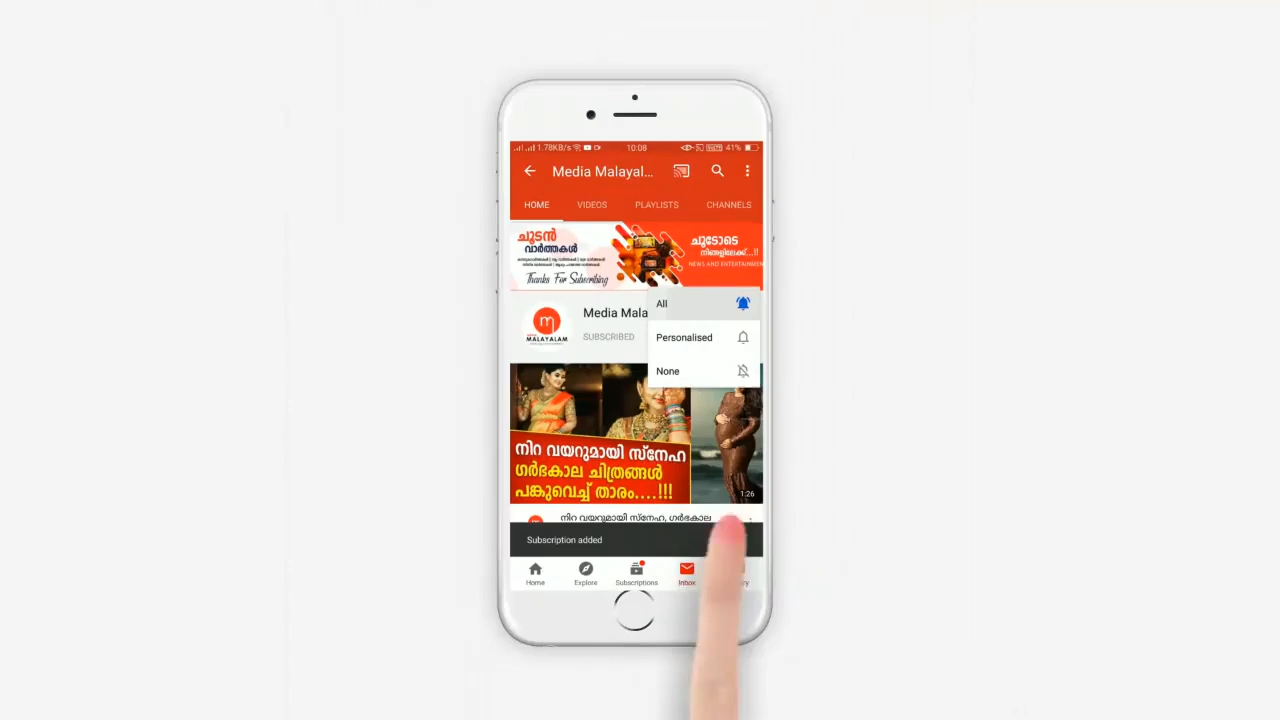 1.78KB/s 10:08 41%
Media Malayal...
HOME VIDEOS PLAYLISTS CHANNELS
ചൂടൻ
വാർത്തകൾ
Thanks For Subscribing
ചൂടോടെ
നിങ്ങളിലേക്ക്...!!
NEWS AND ENTERTAINMEN
Media Mala
SUBSCRIBED
MALAYALAM
All
Personalised
None
നിറ വയറുമായി സ്നേഹ
ഗർഭകാല ചിത്രങ്ങൾ
പങ്കുവെച്ച് താരം....!!!
1:26
നിറ വയറുമായി സ്നേഹ, ഗർഭകാല
Subscription added
Home Explore Subscriptions Inbox